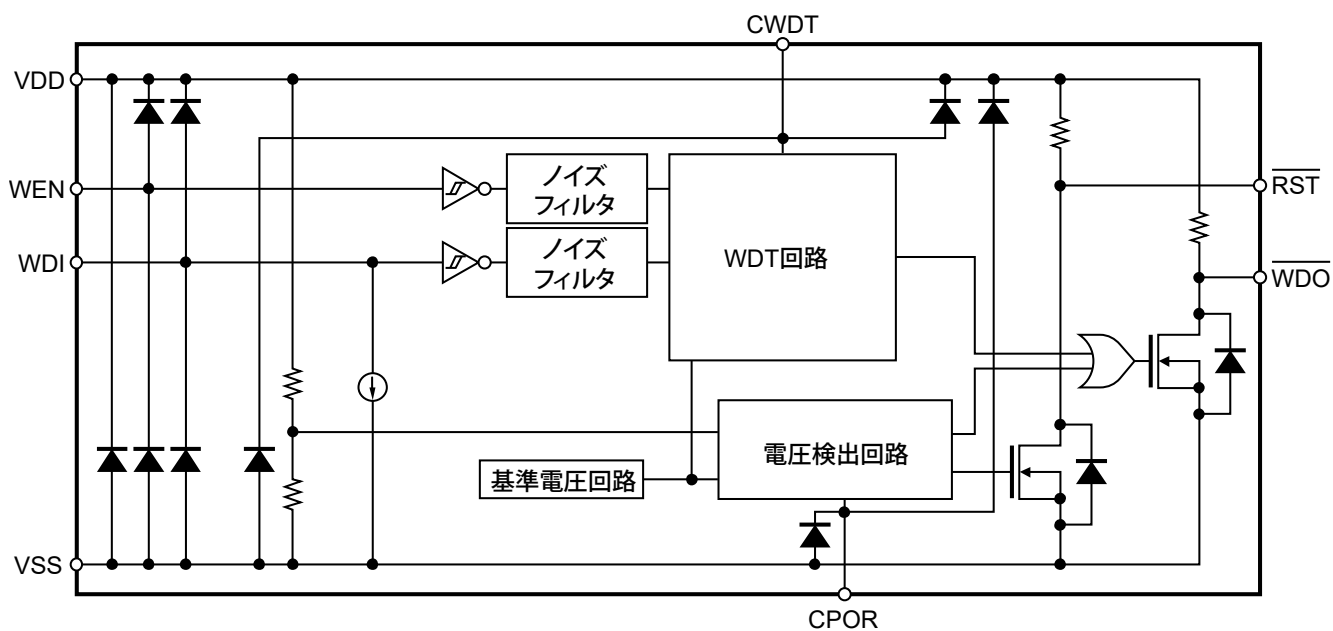 CWDT
VDD
WEN
ノイズ
フィルタ
RST
WDI
ノイズ
フィルタ
WDT回路
WDO
電圧検出回路
基準電圧回路
VSS
CPOR